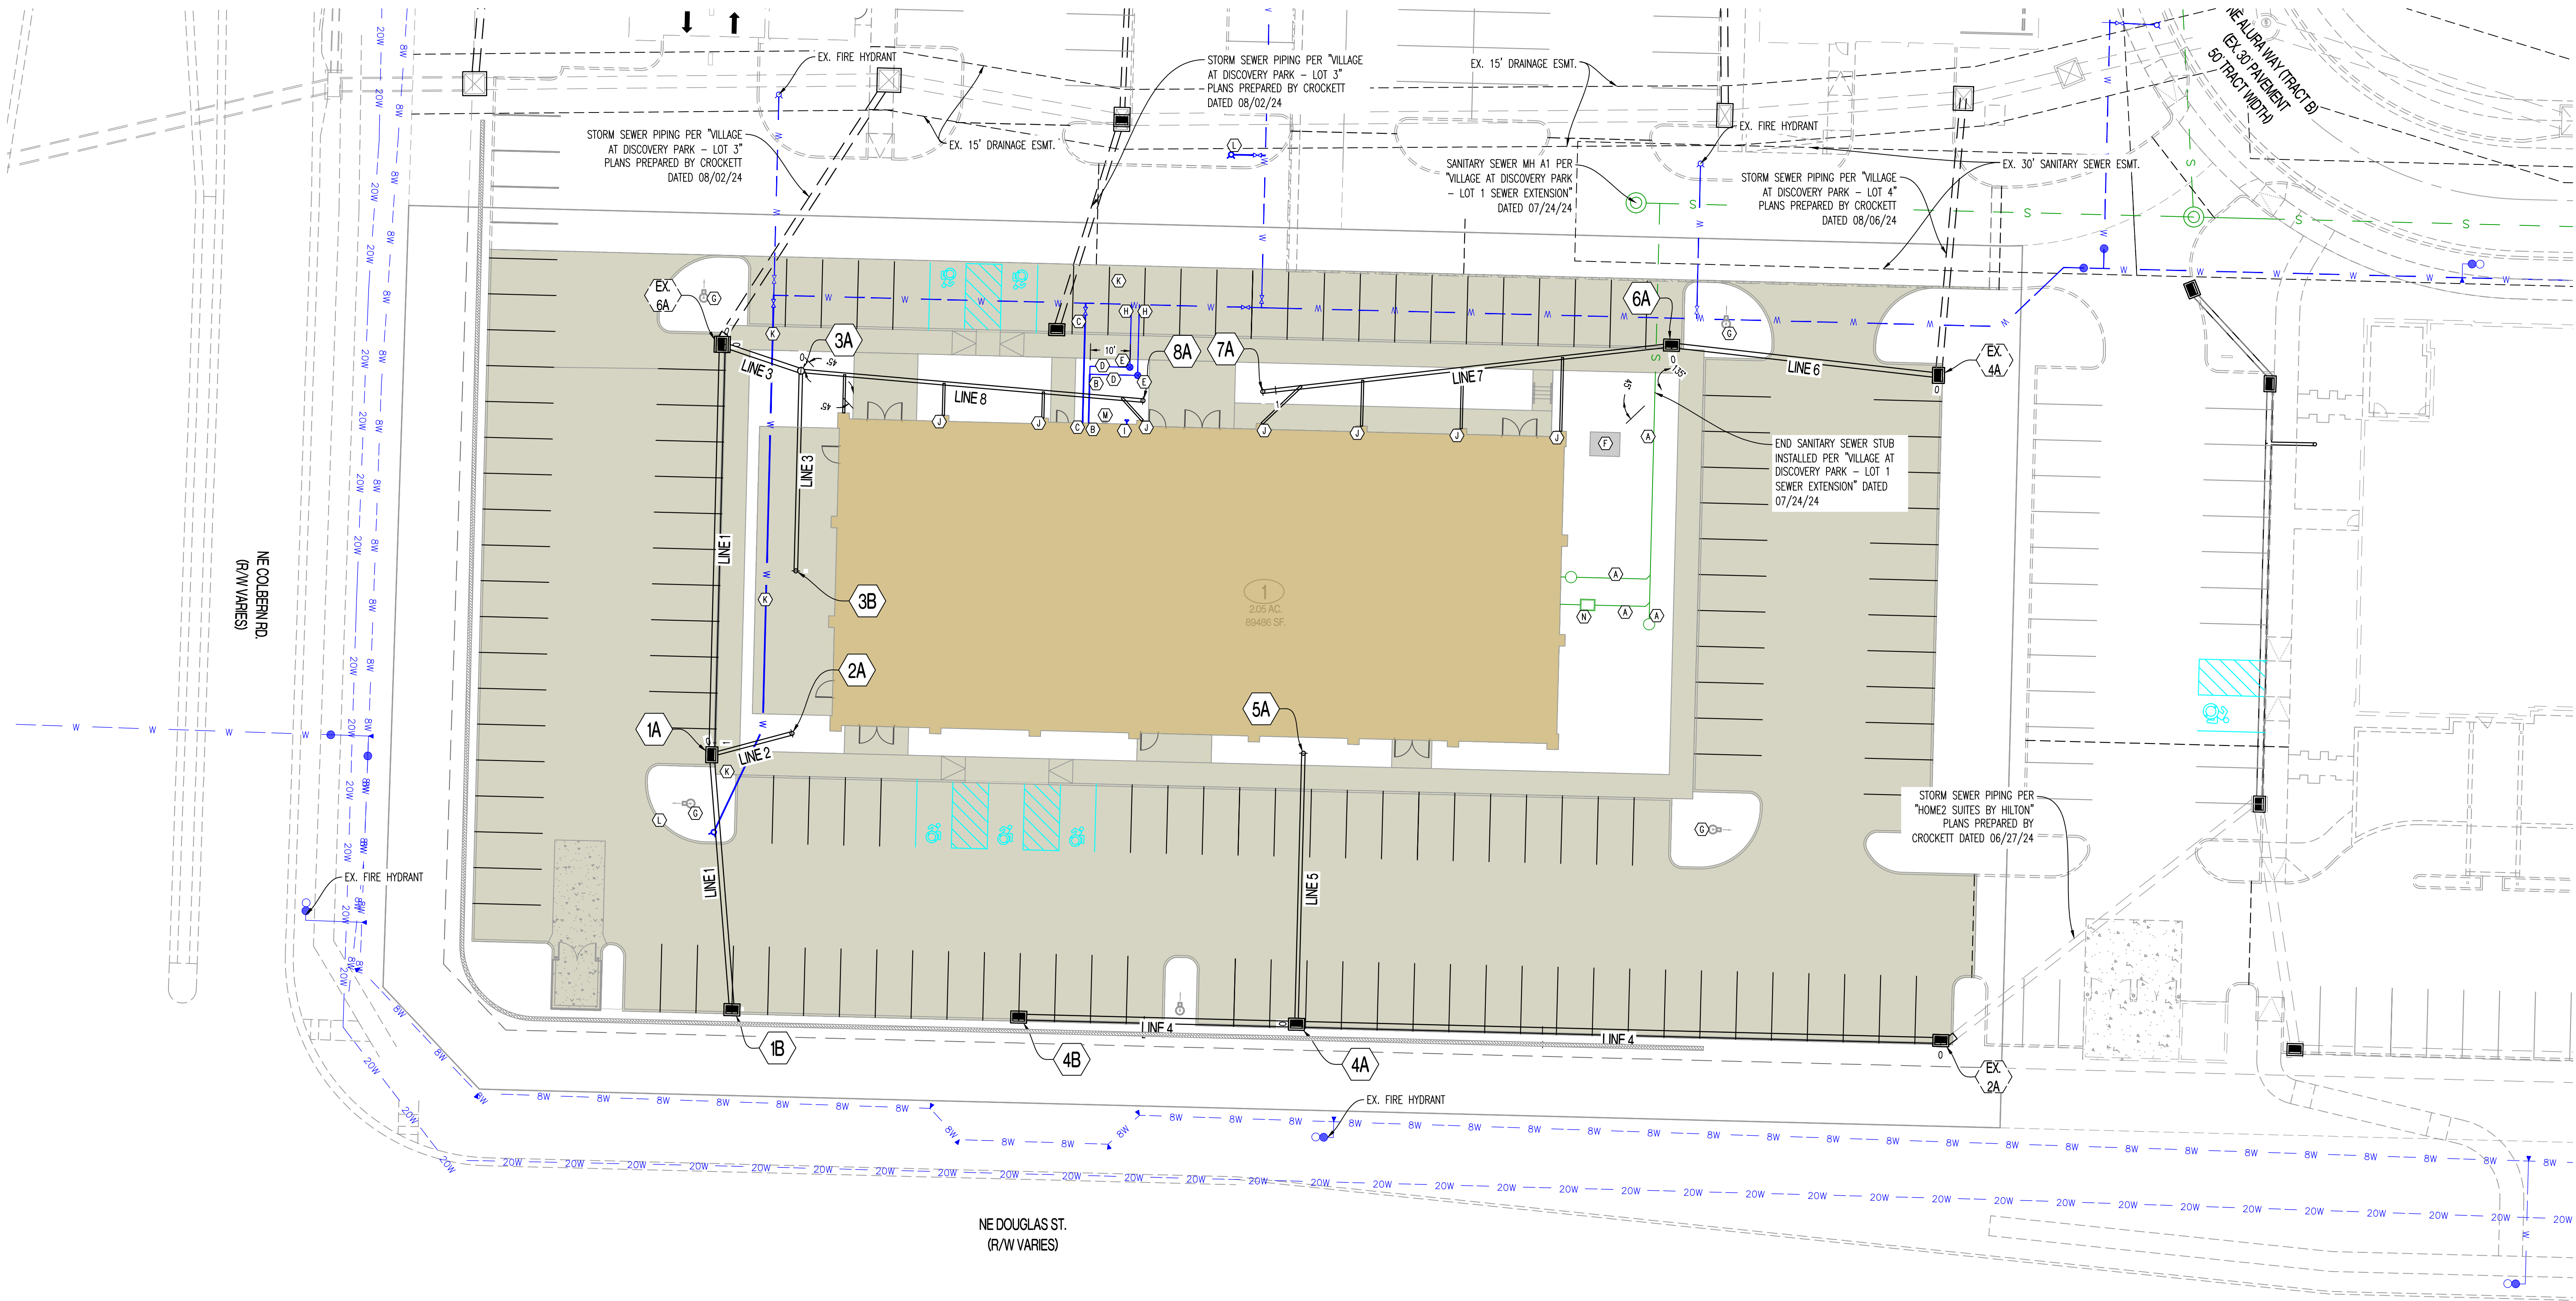 EX. FIRE HYDRANT
STORM SEWER PIPING PER "VILLAGE
AT DISCOVERY PARK – LOT 3"
PLANS PREPARED BY CROCKETT
DATED 08/02/24
EX. 15' DRAINAGE ESMT.
NE ALURA WAY (TRACT B)
(EX. 30' PAVEMENT
50' TRACT WIDTH)
STORM SEWER PIPING PER "VILLAGE
AT DISCOVERY PARK – LOT 3"
PLANS PREPARED BY CROCKETT
DATED 08/02/24
EX. 15' DRAINAGE ESMT.
EX. FIRE HYDRANT
SANITARY SEWER MH A1 PER
"VILLAGE AT DISCOVERY PARK
– LOT 1 SEWER EXTENSION"
DATED 07/24/24
STORM SEWER PIPING PER "VILLAGE
AT DISCOVERY PARK – LOT 4"
PLANS PREPARED BY CROCKETT
DATED 08/06/24
EX. 30' SANITARY SEWER ESMT.
EX.
6A
3A
8A
7A
6A
EX.
4A
10'
45°
45°
135°
45°
LINE 3
LINE 8
LINE 7
LINE 6
LINE 3
LINE 1
END SANITARY SEWER STUB
INSTALLED PER "VILLAGE AT
DISCOVERY PARK – LOT 1
SEWER EXTENSION" DATED
07/24/24
NE COLBERN RD.
(R/W VARIES)
3B
1
2.05 AC.
89486 SF.
2A
5A
1A
LINE 2
LINE 1
LINE 5
STORM SEWER PIPING PER
"HOME2 SUITES BY HILTON"
PLANS PREPARED BY
CROCKETT DATED 06/27/24
EX. FIRE HYDRANT
LINE 4
LINE 4
1B
4B
4A
EX.
2A
EX. FIRE HYDRANT
NE DOUGLAS ST.
(R/W VARIES)